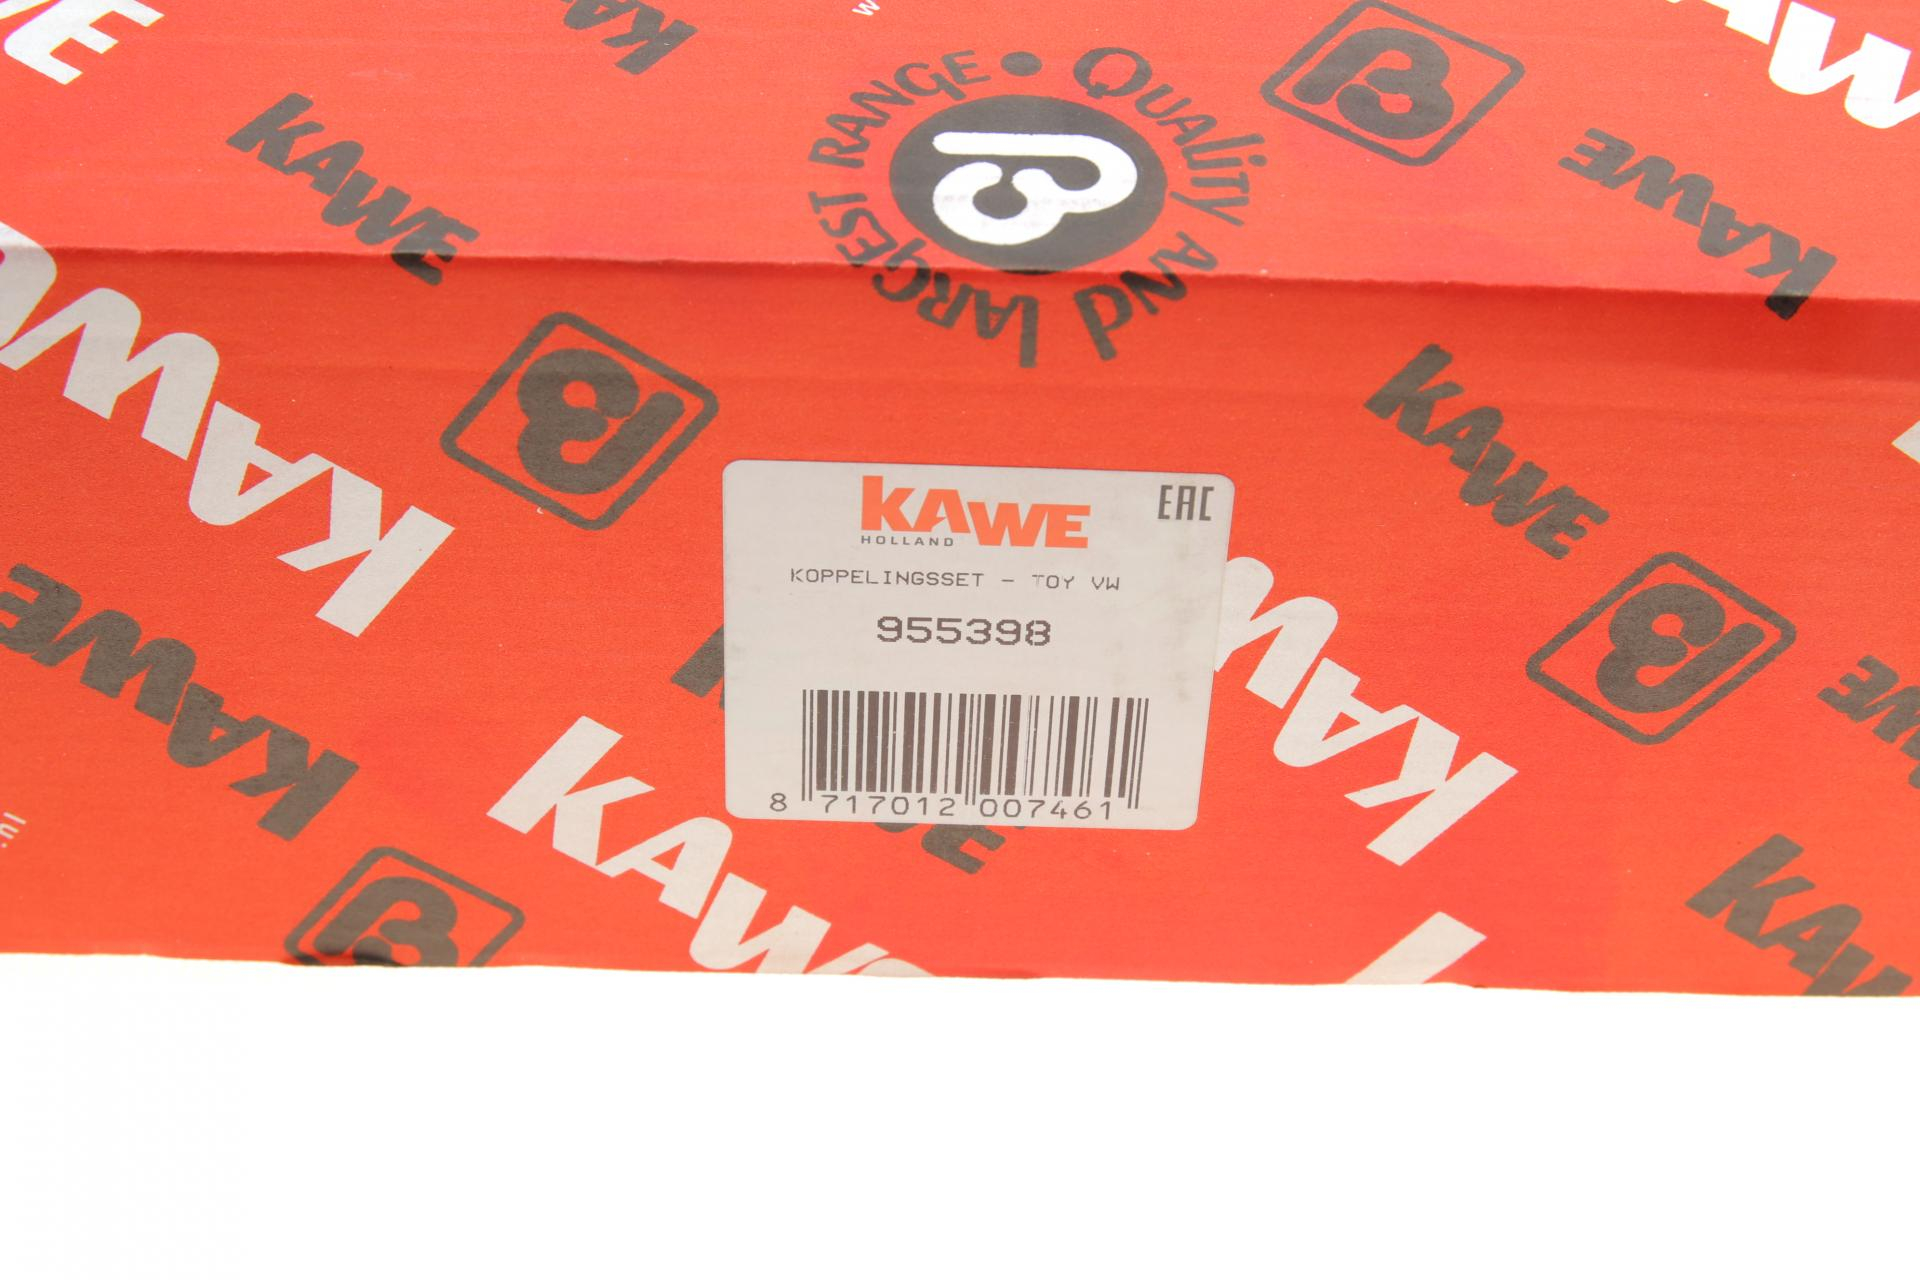 KAWE
KAWE
QUALITY AND LARGEST RANGE
KAWE
KAWE
KAWE
KAWE
HOLLAND
EAC
KOPPELINGSSET - TOY VW
955398
8 717012 007461
KAWE
KAWE
KAWE